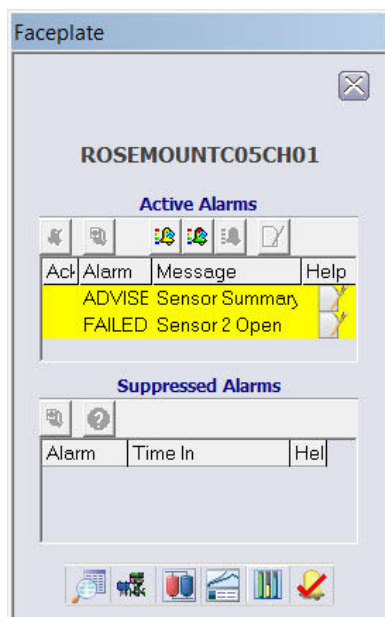 Faceplate
ROSEMOUNTC05CH01
Active Alarms
Ack Alarm Message Help
ADVISE Sensor Summary
FAILED Sensor 2 Open
Suppressed Alarms
Alarm Time In Hel